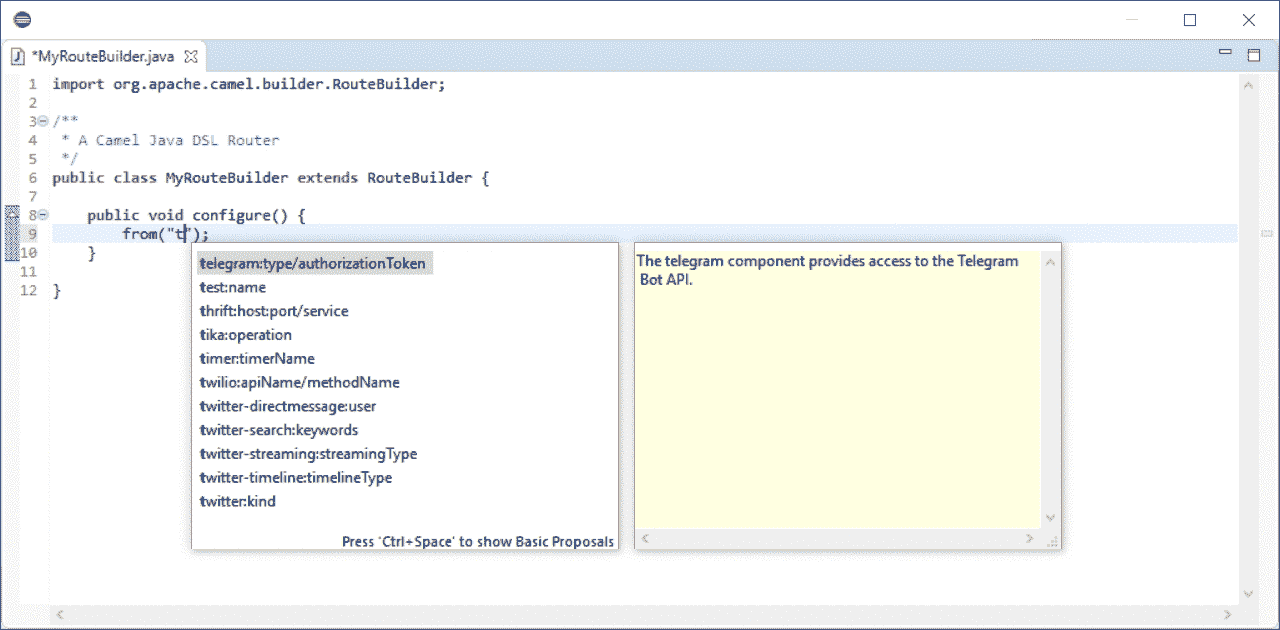 *MyRouteBuilder.java
1 import org.apache.camel.builder.RouteBuilder;
2
3 /**
4  * A Camel Java DSL Router
5  */
6 public class MyRouteBuilder extends RouteBuilder {
7
8     public void configure() {
9         from("t");
10     }
11
12 }
telegram:type/authorizationToken
test:name
thrift:host:port/service
tika:operation
timer:timerName
twilio:apiName/methodName
twitter-directmessage:user
twitter-search:keywords
twitter-streaming:streamingType
twitter-timeline:timelineType
twitter:kind
Press 'Ctrl+Space' to show Basic Proposals
The telegram component provides access to the Telegram
Bot API.